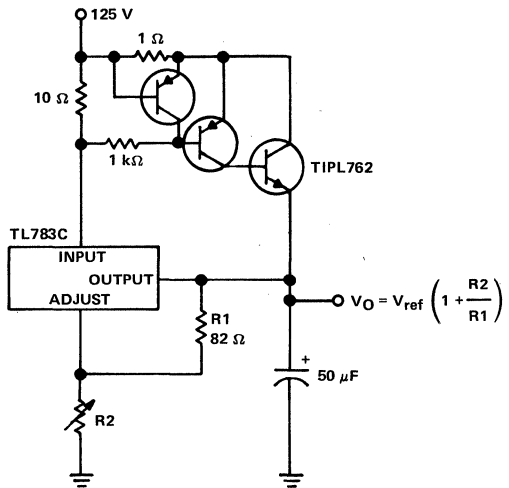 125 V
1 Ω
10 Ω
1 kΩ
TIPL762
TL783C
INPUT
OUTPUT
ADJUST
V_O = V_ref (1 + R2/R1)
R1
82 Ω
+
50 μF
R2